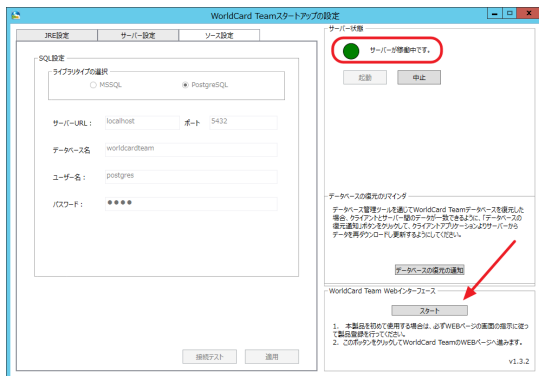 WorldCard Teamスタートアップの設定
JRE設定
サーバー設定
ソース設定
SQL設定
ライブラリタイプの選択
MSSQL
PostgreSQL
サーバーURL：
localhost
ポート
5432
データベース名
worldcardteam
ユーザー名：
postgres
パスワード：
接続テスト
適用
サーバー状態
サーバーが稼働中です。
起動
中止
データベースの復元のリマインダ
データベース管理ツールを通じてWorldCard Teamデータベースを復元した
場合、クライアントとサーバー間のデータが一致できるように、「データベースの
復元通知」ボタンをクリックして、クライアントアプリケーションよりサーバーから
データを再ダウンロードし更新するようにしてください。
データベースの復元の通知
WorldCard Team Webインターフェース
スタート
1. 本製品を初めて使用する場合は、必ずWEBページの画面の指示に従っ
て製品登録を行ってください。
2. このボタンをクリックしてWorldCard TeamのWEBページへ進みます。
v1.3.2